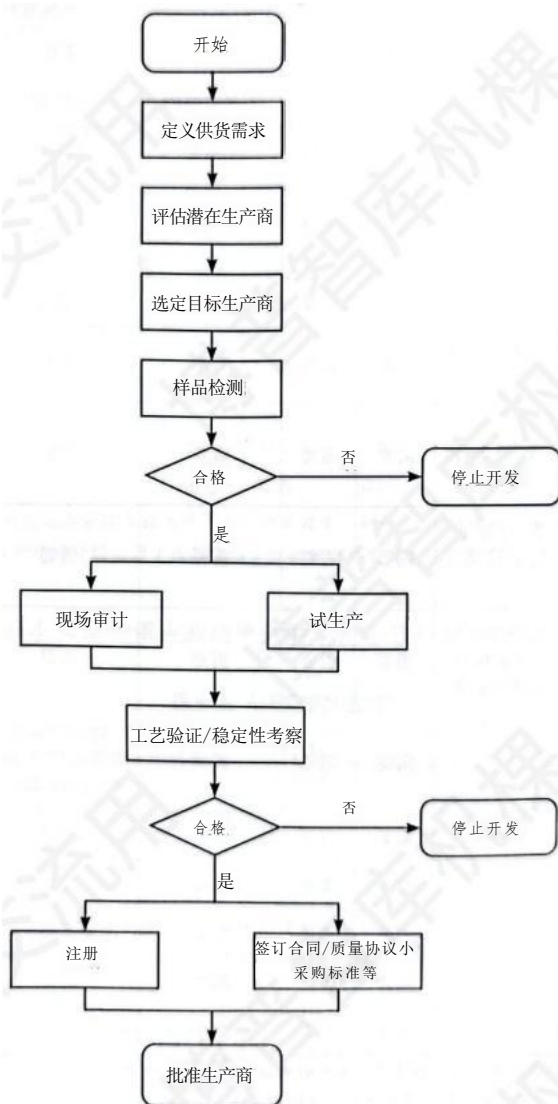 开始
定义供货需求
评估潜在生产商
选定目标生产商
样品检测
合格
否
停止开发
是
现场审计
试生产
工艺验证/稳定性考察
合格
否
停止开发
是
注册
签订合同/质量协议小
采购标准等
批准生产商